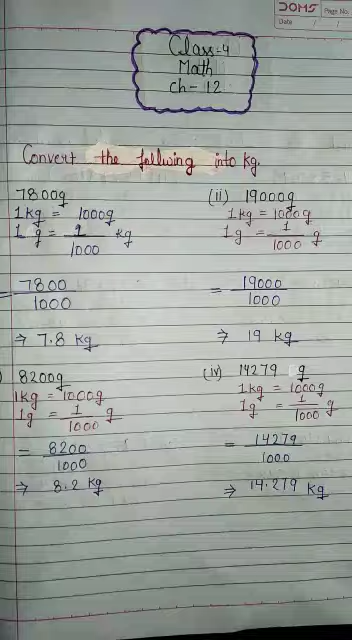 DOMS Page No.
Date / /
Class-4
Math
Ch-12
Convert the follwing into kg.
7800g
1kg = 1000g
1 g = 1/1000 kg
= 7800/1000
⇒ 7.8 kg
(ii) 19000g
1kg = 1000g
1g = 1/1000 g
= 19000/1000
⇒ 19 kg
) 8200g
1kg = 1000g
1g = 1/1000 g
= 8200/1000
⇒ 8.2 kg
(iv) 14279 g
1kg = 1000g
1g = 1/1000 g
= 14279/1000
⇒ 14.279 kg